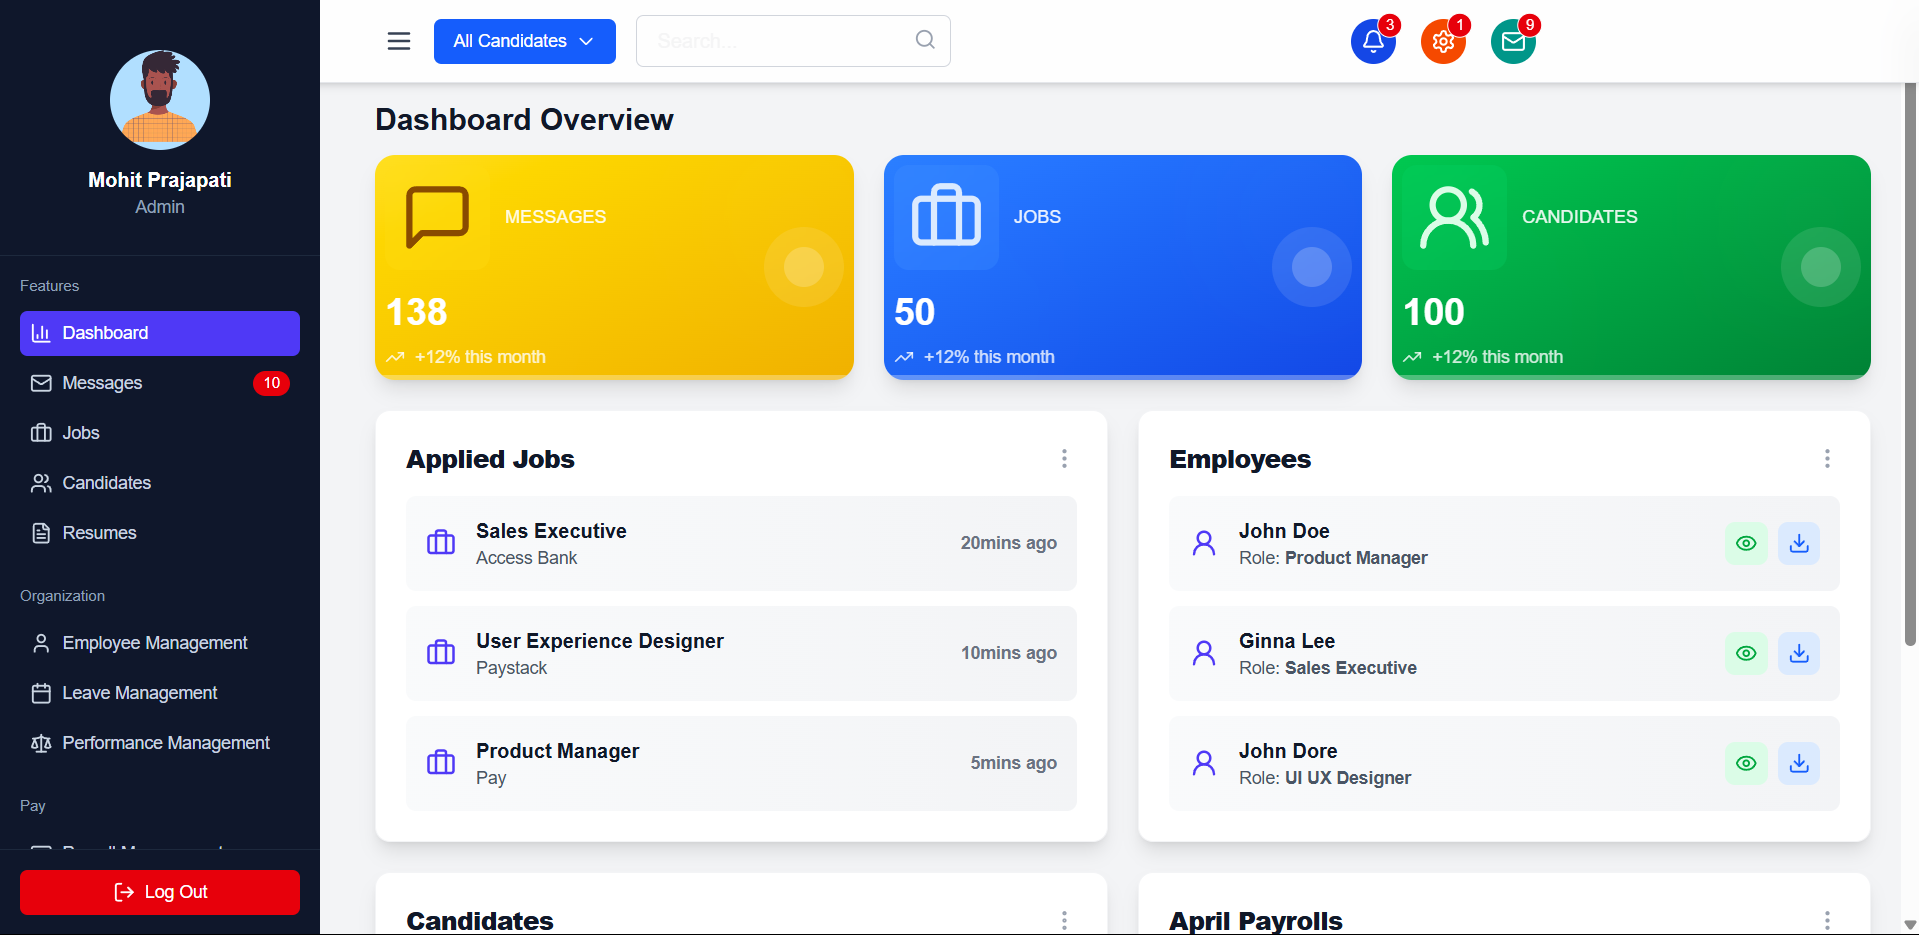 Mohit Prajapati
Admin
Features
Dashboard
Messages 10
Jobs
Candidates
Resumes
Organization
Employee Management
Leave Management
Performance Management
Pay
Log Out
All Candidates
Search...
3
1
9
Dashboard Overview
MESSAGES
138
+12% this month
JOBS
50
+12% this month
CANDIDATES
100
+12% this month
Applied Jobs
Sales Executive
Access Bank
20mins ago
User Experience Designer
Paystack
10mins ago
Product Manager
Pay
5mins ago
Employees
John Doe
Role: Product Manager
Ginna Lee
Role: Sales Executive
John Dore
Role: UI UX Designer
Candidates
April Payrolls